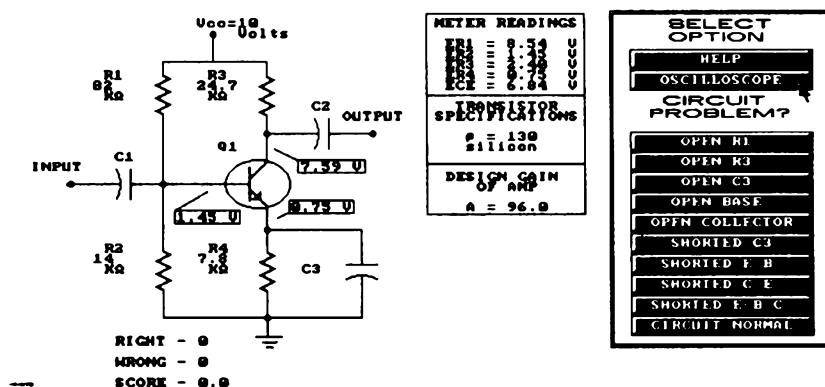 Vcc=10
Volts
R1
82
KΩ
R3
24.7
KΩ
C2
OUTPUT
Q1
7.59 V
INPUT
C1
1.45 V
0.75 V
R2
14
KΩ
R4
7.8
KΩ
C3
RIGHT - 0
WRONG - 0
SCORE - 0.0
METER READINGS
ER1 = 8.54 V
ER4 = 0.75 V
ECE = 6.84 V
TRANSISTOR
SPECIFICATIONS
= 130
silicon
DESIGN GAIN
OF AMP
A = 96.0
SELECT
OPTION
HELP
OSCILLOSCOPE
CIRCUIT
PROBLEM?
OPEN R1
OPEN R3
OPEN C3
OPEN BASE
OPEN COLLECTOR
SHORTED C3
SHORTED E B
SHORTED C E
SHORTED E B C
CIRCUIT NORMAL